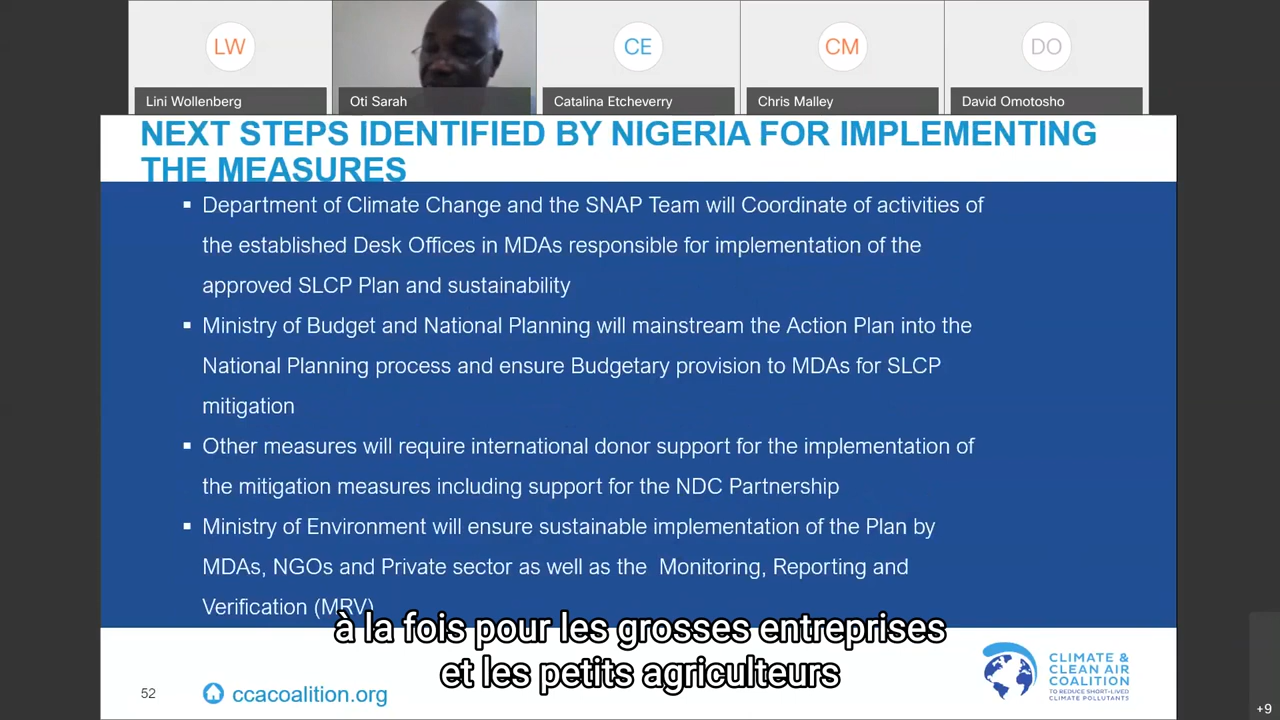 LW
CE
CM
DO
Lini Wollenberg
Oti Sarah
Catalina Etcheverry
Chris Malley
David Omotosho
NEXT STEPS IDENTIFIED BY NIGERIA FOR IMPLEMENTING
THE MEASURES
▪ Department of Climate Change and the SNAP Team will Coordinate of activities of
the established Desk Offices in MDAs responsible for implementation of the
approved SLCP Plan and sustainability
▪ Ministry of Budget and National Planning will mainstream the Action Plan into the
National Planning process and ensure Budgetary provision to MDAs for SLCP
mitigation
▪ Other measures will require international donor support for the implementation of
the mitigation measures including support for the NDC Partnership
▪ Ministry of Environment will ensure sustainable implementation of the Plan by
MDAs, NGOs and Private sector as well as the Monitoring, Reporting and
Verification (MRV)
à la fois pour les grosses entreprises
et les petits agriculteurs
52
ccacoalition.org
CLIMATE &
CLEAN AIR
COALITION
TO REDUCE SHORT-LIVED
CLIMATE POLLUTANTS
+9